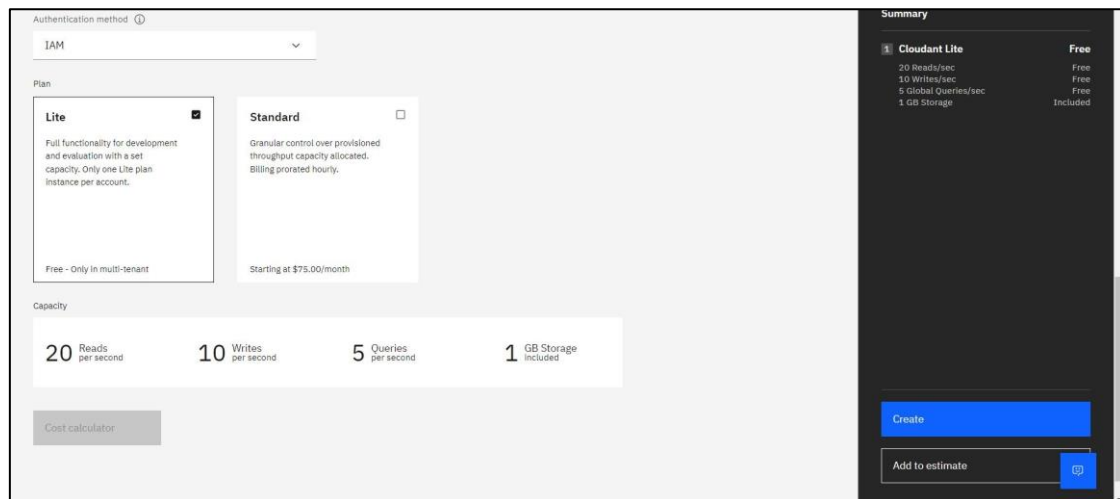 Authentication method
IAM
Plan
Lite
Full functionality for development
and evaluation with a set
capacity. Only one Lite plan
instance per account.
Free - Only in multi-tenant
Standard
Granular control over provisioned
throughput capacity allocated.
Billing prorated hourly.
Starting at $75.00/month
Capacity
20 Reads per second
10 Writes per second
5 Queries per second
1 GB Storage included
Cost calculator
Summary
1 Cloudant Lite Free
20 Reads/sec Free
10 Writes/sec Free
5 Global Queries/sec Free
1 GB Storage Included
Create
Add to estimate